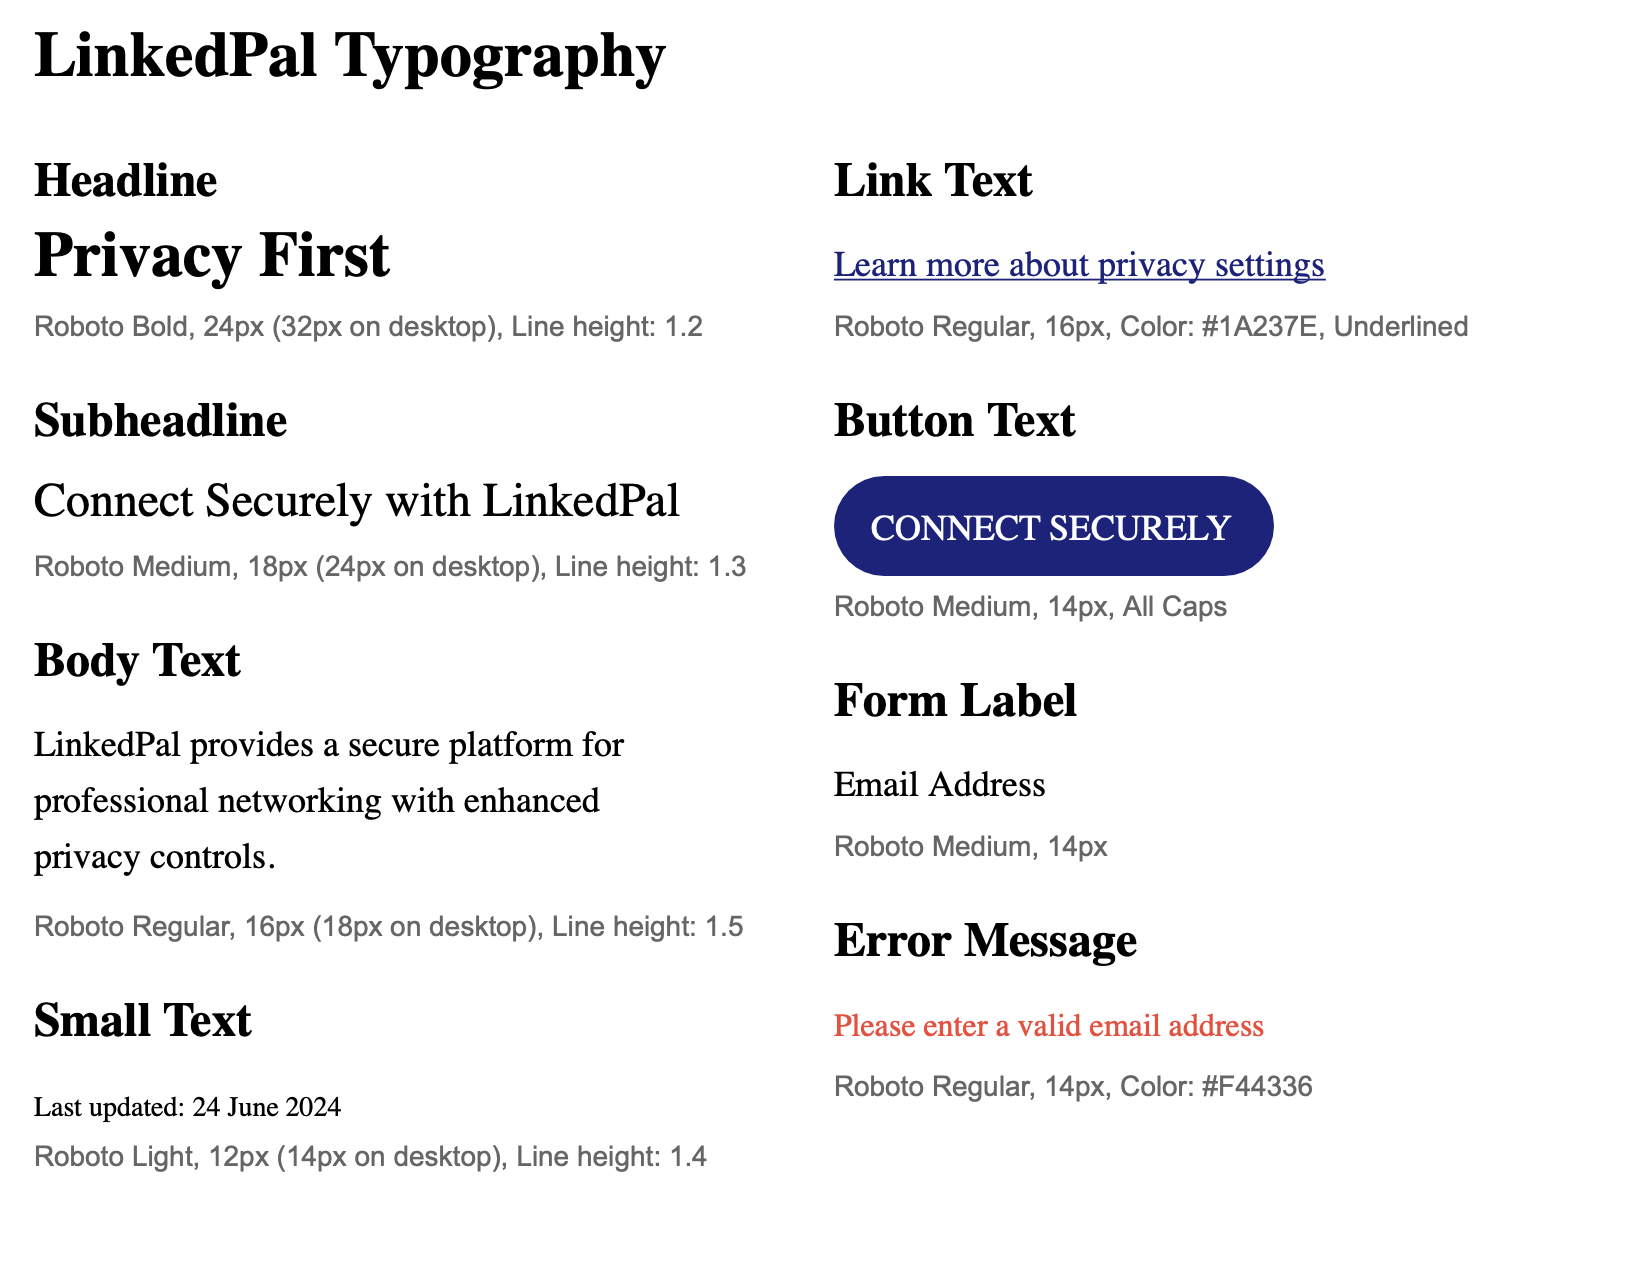 LinkedPal Typography
Headline
Privacy First
Roboto Bold, 24px (32px on desktop), Line height: 1.2
Subheadline
Connect Securely with LinkedPal
Roboto Medium, 18px (24px on desktop), Line height: 1.3
Body Text
LinkedPal provides a secure platform for
professional networking with enhanced
privacy controls.
Roboto Regular, 16px (18px on desktop), Line height: 1.5
Small Text
Last updated: 24 June 2024
Roboto Light, 12px (14px on desktop), Line height: 1.4
Link Text
Learn more about privacy settings
Roboto Regular, 16px, Color: #1A237E, Underlined
Button Text
CONNECT SECURELY
Roboto Medium, 14px, All Caps
Form Label
Email Address
Roboto Medium, 14px
Error Message
Please enter a valid email address
Roboto Regular, 14px, Color: #F44336